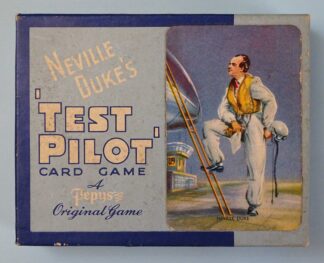 NEVILLE
DUKE'S
'TEST
PILOT'
CARD GAME
A
Pepys
Original Game
NEVILLE DUKE